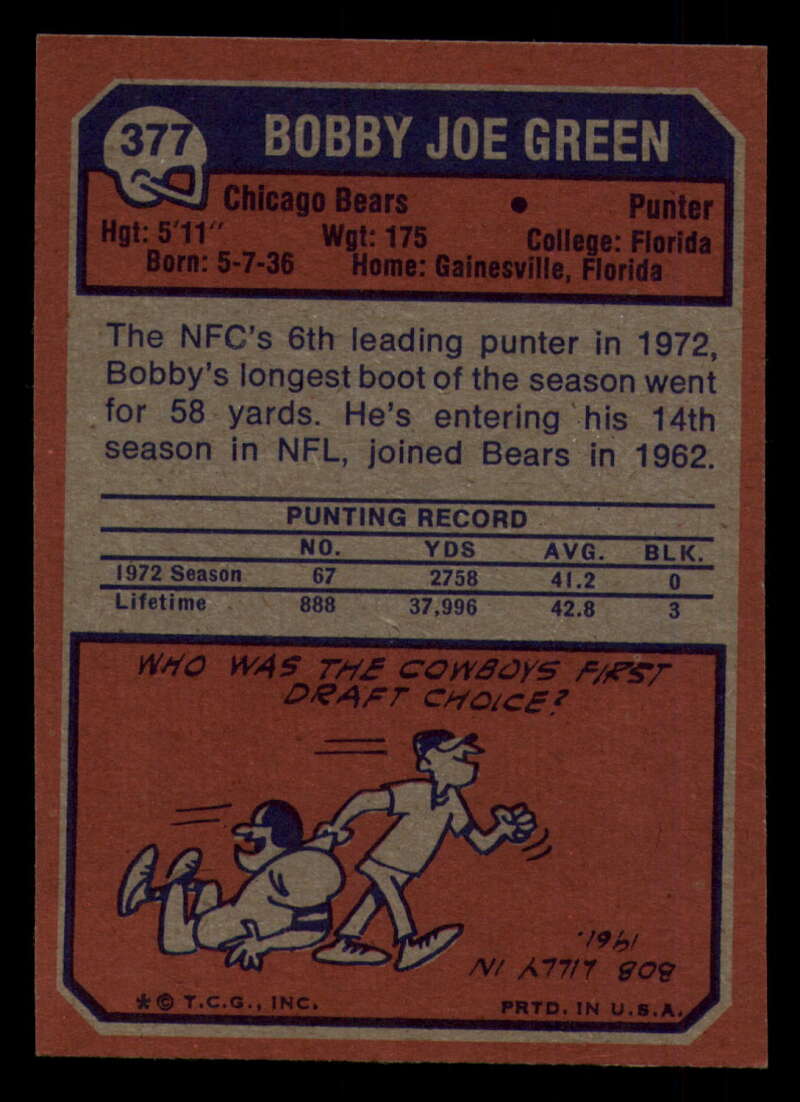 377 BOBBY JOE GREEN
Chicago Bears • Punter
Hgt: 5'11" Wgt: 175 College: Florida
Born: 5-7-36 Home: Gainesville, Florida
The NFC's 6th leading punter in 1972,
Bobby's longest boot of the season went
for 58 yards. He's entering his 14th
season in NFL, joined Bears in 1962.
PUNTING RECORD
NO. YDS AVG. BLK.
1972 Season 67 2758 41.2 0
Lifetime 888 37,996 42.8 3
WHO WAS THE COWBOYS FIRST
DRAFT CHOICE?
BOB LILLY IN
1961.
* © T.C.G., INC. PRTD. IN U.S.A.